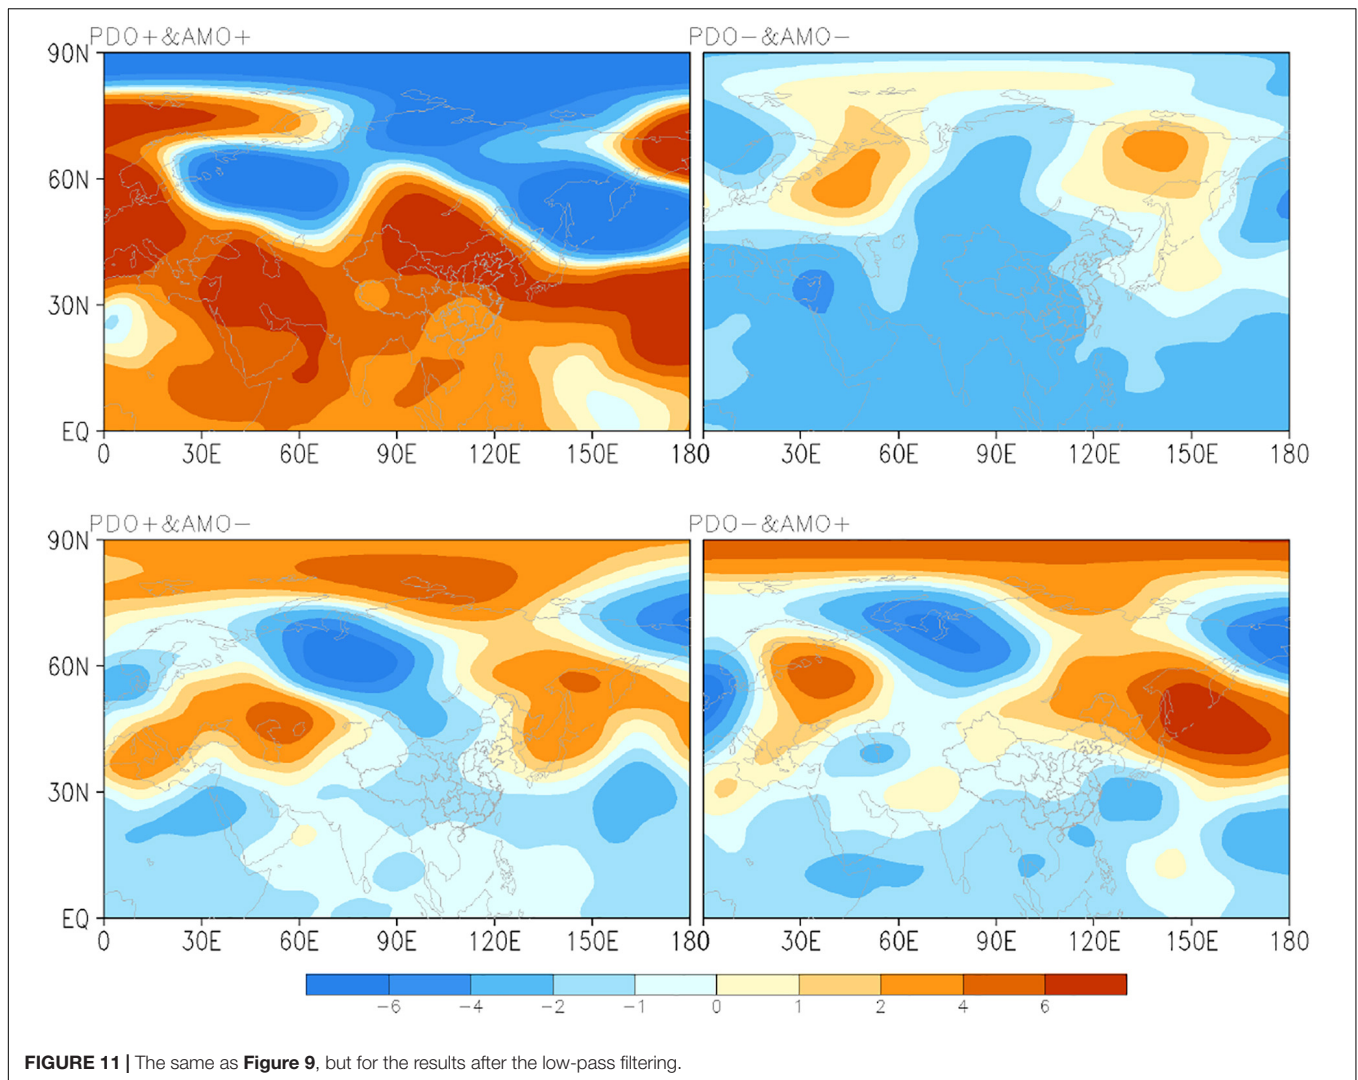 PDO+&AMO+ PDO-&AMO-
90N
60N
30N
EQ
0 30E 60E 90E 120E 150E 180 0 30E 60E 90E 120E 150E 180
PDO+&AMO- PDO-&AMO+
90N
60N
30N
EQ
0 30E 60E 90E 120E 150E 180 0 30E 60E 90E 120E 150E 180
-6 -4 -2 -1 0 1 2 4 6
FIGURE 11 | The same as Figure 9, but for the results after the low-pass filtering.